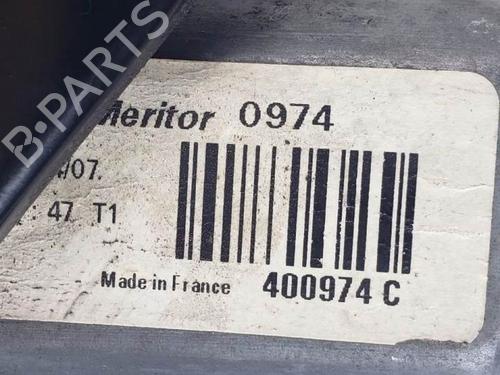 B-PARTS
Meritor 0974
/07.
47 T1
Made in France 400974 C